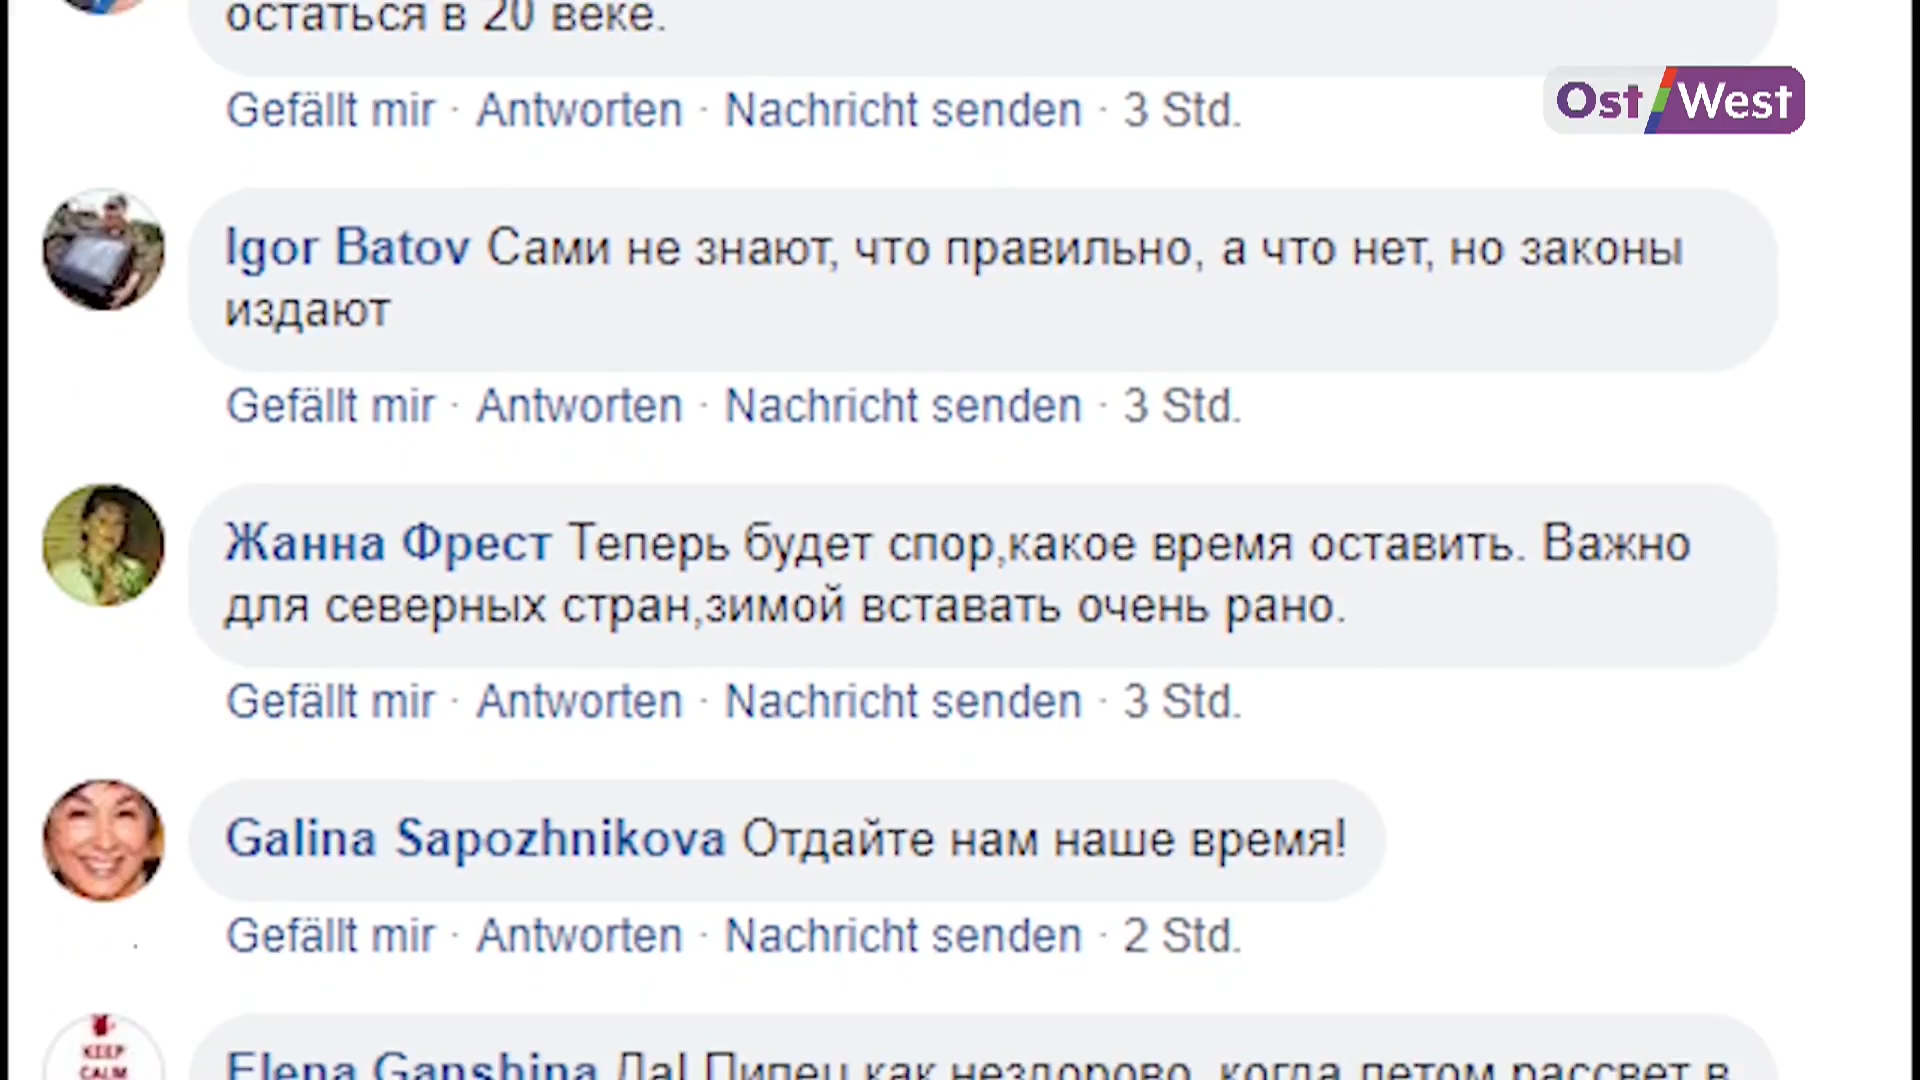 остаться в 20 веке.
Gefällt mir · Antworten · Nachricht senden · 3 Std.
Ost West
Igor Batov Сами не знают, что правильно, а что нет, но законы
издают
Gefällt mir · Antworten · Nachricht senden · 3 Std.
Жанна Фрест Теперь будет спор,какое время оставить. Важно
для северных стран,зимой вставать очень рано.
Gefällt mir · Antworten · Nachricht senden · 3 Std.
Galina Sapozhnikova Отдайте нам наше время!
Gefällt mir · Antworten · Nachricht senden · 2 Std.
KEEP
CALM
Elena Ganshina Да! Пипец как нездорово, когда летом рассвет в